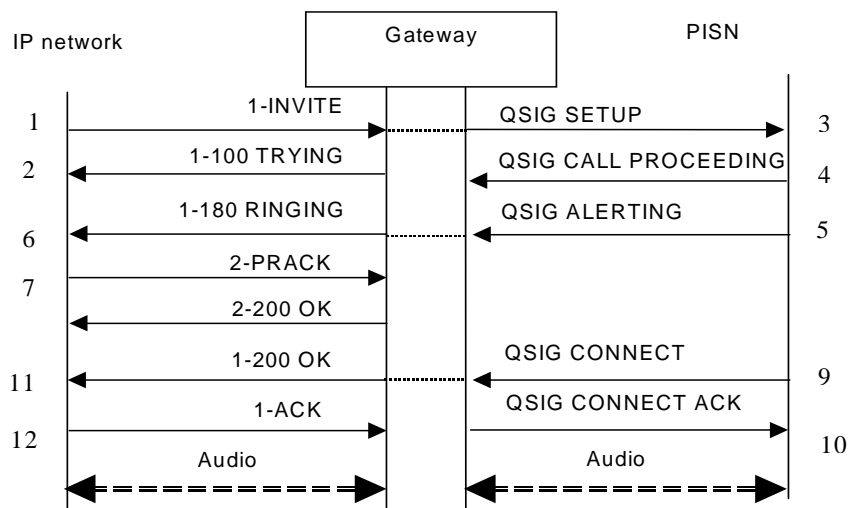 IP network
Gateway
PISN
1
1-INVITE
QSIG SETUP
3
2
1-100 TRYING
QSIG CALL PROCEEDING
4
6
1-180 RINGING
QSIG ALERTING
5
7
2-PRACK
2-200 OK
11
1-200 OK
QSIG CONNECT
9
12
1-ACK
QSIG CONNECT ACK
10
Audio
Audio